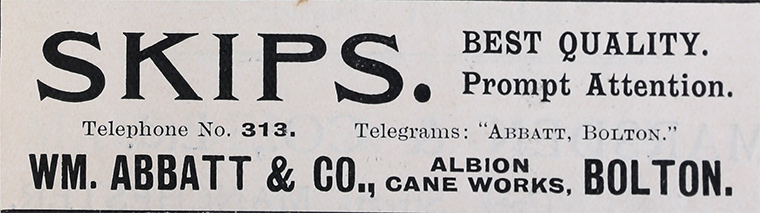 SKIPS.
BEST QUALITY.
Prompt Attention.
Telephone No. 313.
Telegrams: "ABBATT, BOLTON."
WM. ABBATT & CO., ALBION CANE WORKS, BOLTON.